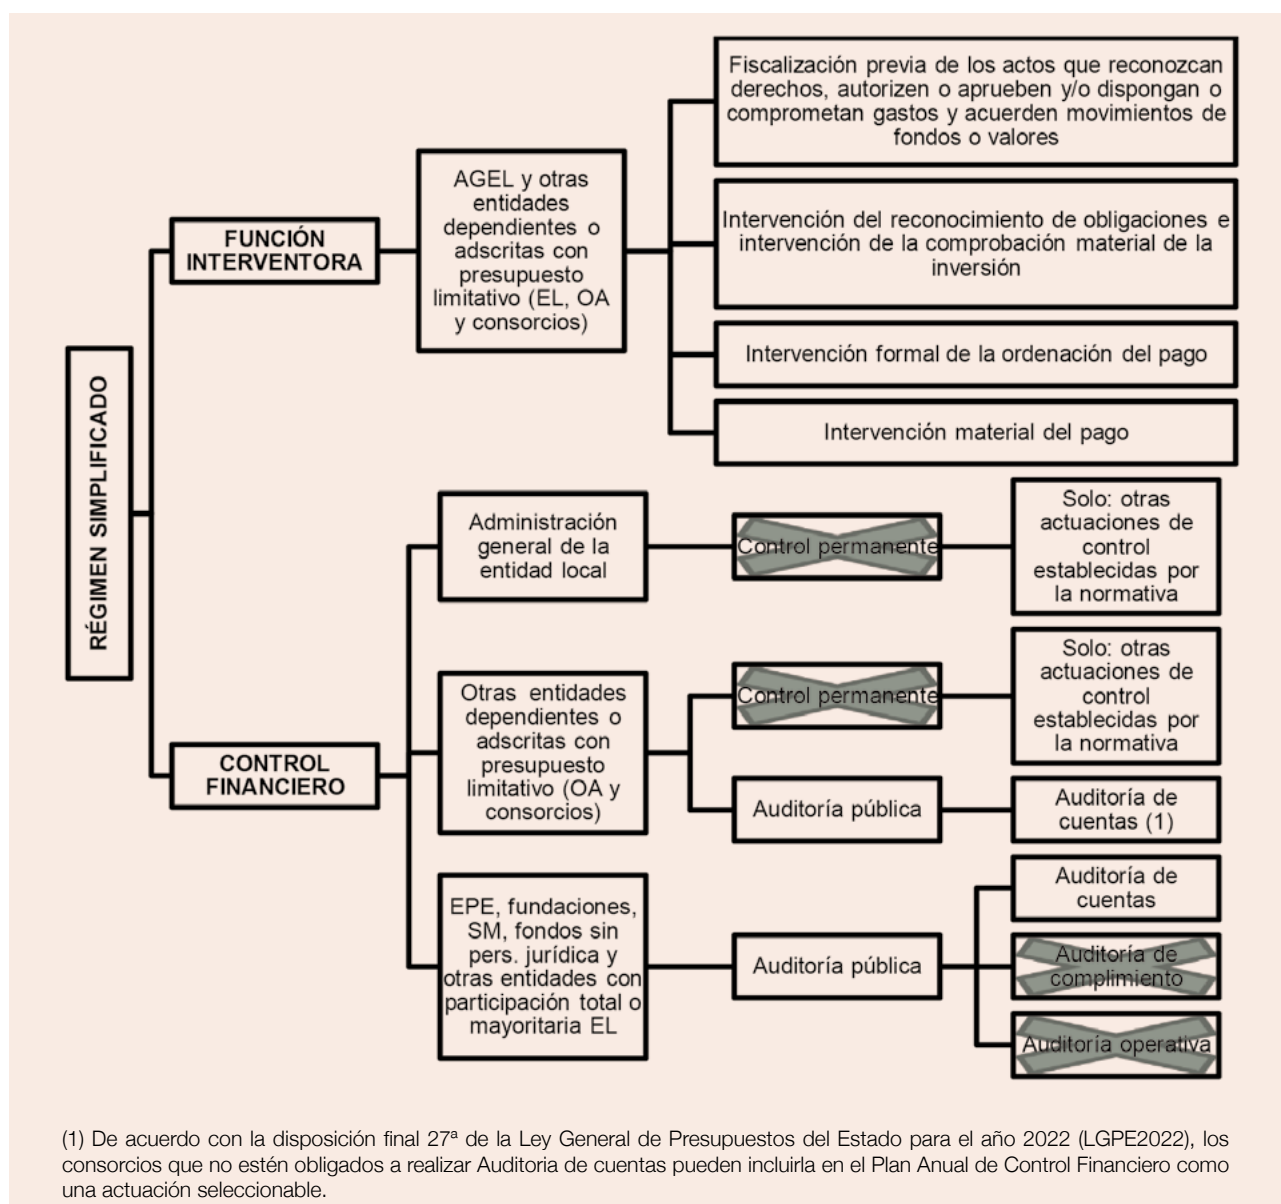 RÉGIMEN SIMPLIFICADO
FUNCIÓN
INTERVENTORA
AGEL y otras
entidades
dependientes o
adscritas con
presupuesto
limitativo (EL, OA
y consorcios)
Fiscalización previa de los actos que reconozcan
derechos, autorizen o aprueben y/o dispongan o
comprometan gastos y acuerden movimientos de
fondos o valores
Intervención del reconocimiento de obligaciones e
intervención de la comprobación material de la
inversión
Intervención formal de la ordenación del pago
Intervención material del pago
CONTROL
FINANCIERO
Administración
general de la
entidad local
Control permanente
Solo: otras
actuaciones de
control
establecidas por
la normativa
Otras entidades
dependientes o
adscritas con
presupuesto
limitativo (OA y
consorcios)
Control permanente
Solo: otras
actuaciones de
control
establecidas por
la normativa
Auditoría pública
Auditoría de
cuentas (1)
EPE, fundaciones,
SM, fondos sin
pers. jurídica y
otras entidades con
participación total o
mayoritaria EL
Auditoría pública
Auditoría de
cuentas
Auditoría de
complimiento
Auditoría operativa
(1) De acuerdo con la disposición final 27ª de la Ley General de Presupuestos del Estado para el año 2022 (LGPE2022), los
consorcios que no estén obligados a realizar Auditoria de cuentas pueden incluirla en el Plan Anual de Control Financiero como
una actuación seleccionable.